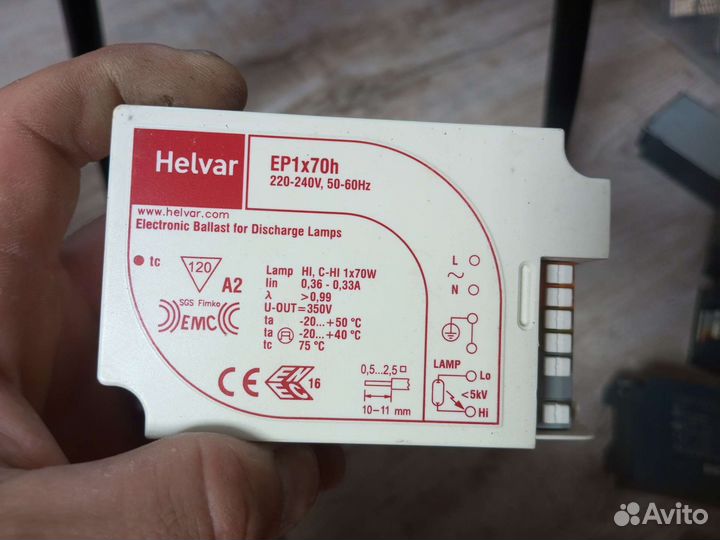 Helvar
EP1x70h
220-240V, 50-60Hz
www.helvar.com
Electronic Ballast for Discharge Lamps
tc
120
A2
SGS Fimko
EMC
Lamp HI, C-HI 1x70W
Iin 0,36 - 0,33A
λ >0,99
U-OUT=350V
ta -20...+50 °C
ta -20...+40 °C
tc 75 °C
CE
ENEC 16
0,5...2,5
10-11 mm
L
~
N
LAMP
Lo
<5kV
Hi
Avito